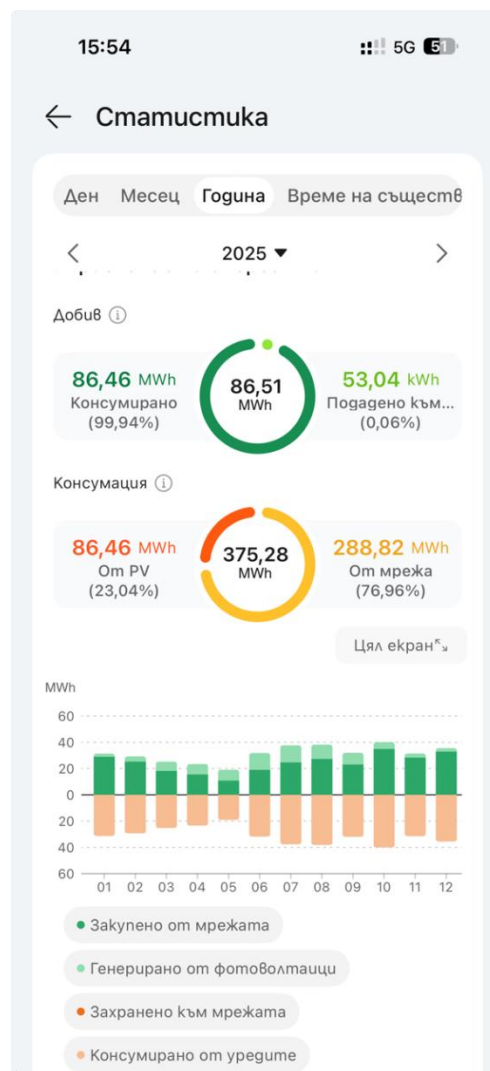 15:54
5G 51
Статистика
Ден Месец Година Време на съществ
2025
Добив
86,46 MWh
Консумирано
(99,94%)
86,51
MWh
53,04 kWh
Подадено към...
(0,06%)
Консумация
86,46 MWh
От PV
(23,04%)
375,28
MWh
288,82 MWh
От мрежа
(76,96%)
Цял екран
MWh
60
40
20
0
20
40
60
01 02 03 04 05 06 07 08 09 10 11 12
Закупено от мрежата
Генерирано от фотоволтаици
Захранено към мрежата
Консумирано от уредите